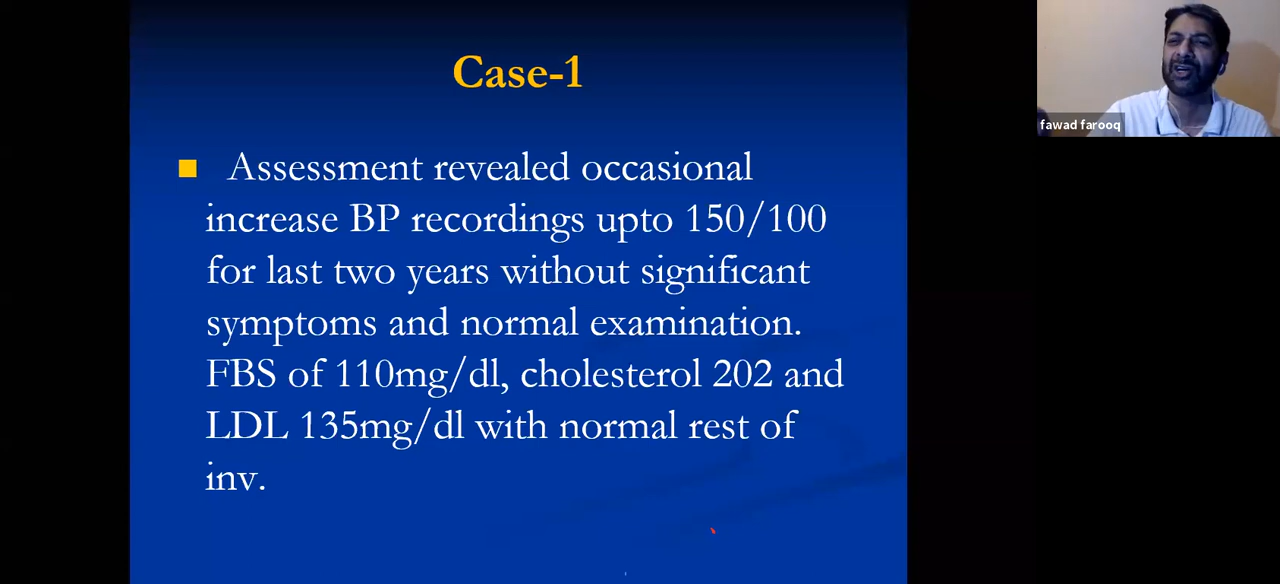 Case-1
Assessment revealed occasional
increase BP recordings upto 150/100
for last two years without significant
symptoms and normal examination.
FBS of 110mg/dl, cholesterol 202 and
LDL 135mg/dl with normal rest of
inv.
fawad farooq